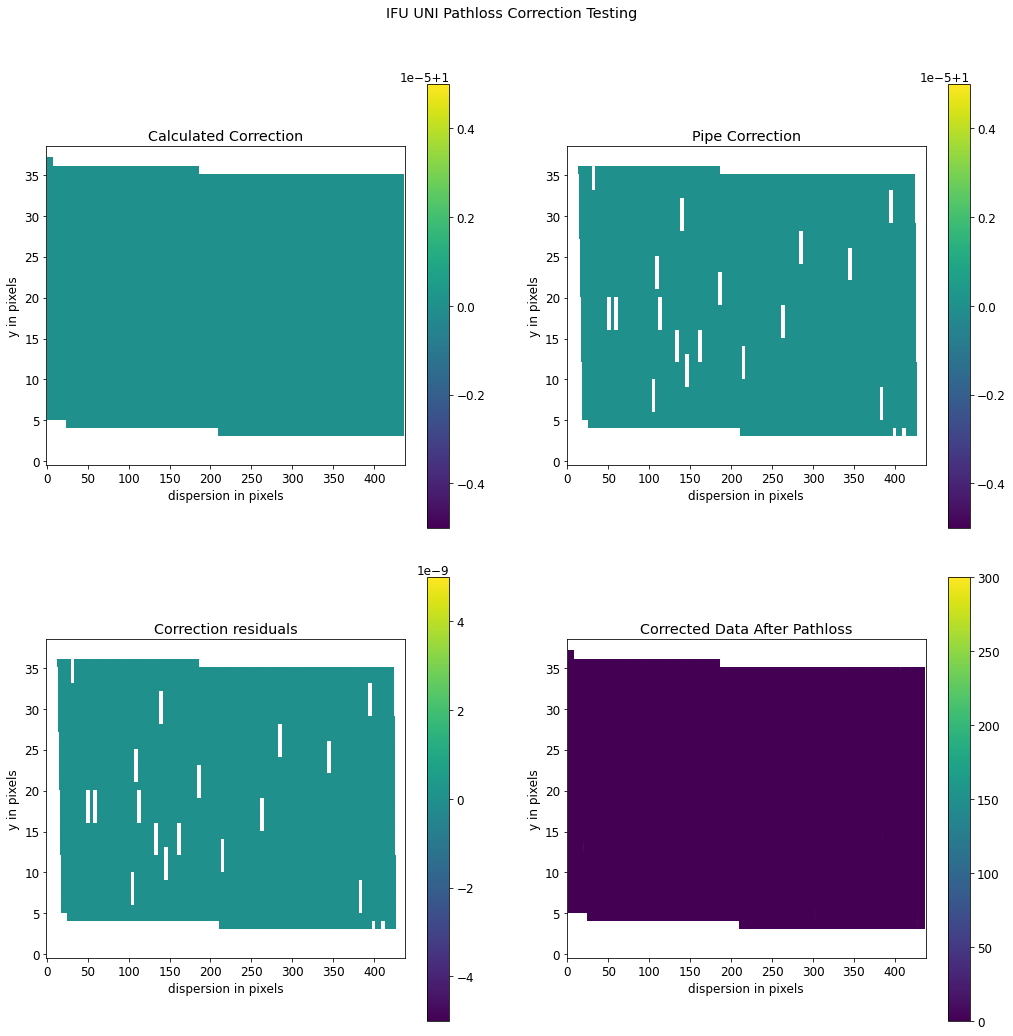 IFU UNI Pathloss Correction Testing
1e−5+1
Calculated Correction
0.4
0.2
0.0
−0.2
−0.4
35
30
25
20
15
10
5
0
y in pixels
0 50 100 150 200 250 300 350 400
dispersion in pixels
1e−5+1
Pipe Correction
0.4
0.2
0.0
−0.2
−0.4
35
30
25
20
15
10
5
0
y in pixels
0 50 100 150 200 250 300 350 400
dispersion in pixels
1e−9
Correction residuals
4
2
0
−2
−4
35
30
25
20
15
10
5
0
y in pixels
0 50 100 150 200 250 300 350 400
dispersion in pixels
Corrected Data After Pathloss
300
250
200
150
100
50
0
35
30
25
20
15
10
5
0
y in pixels
0 50 100 150 200 250 300 350 400
dispersion in pixels